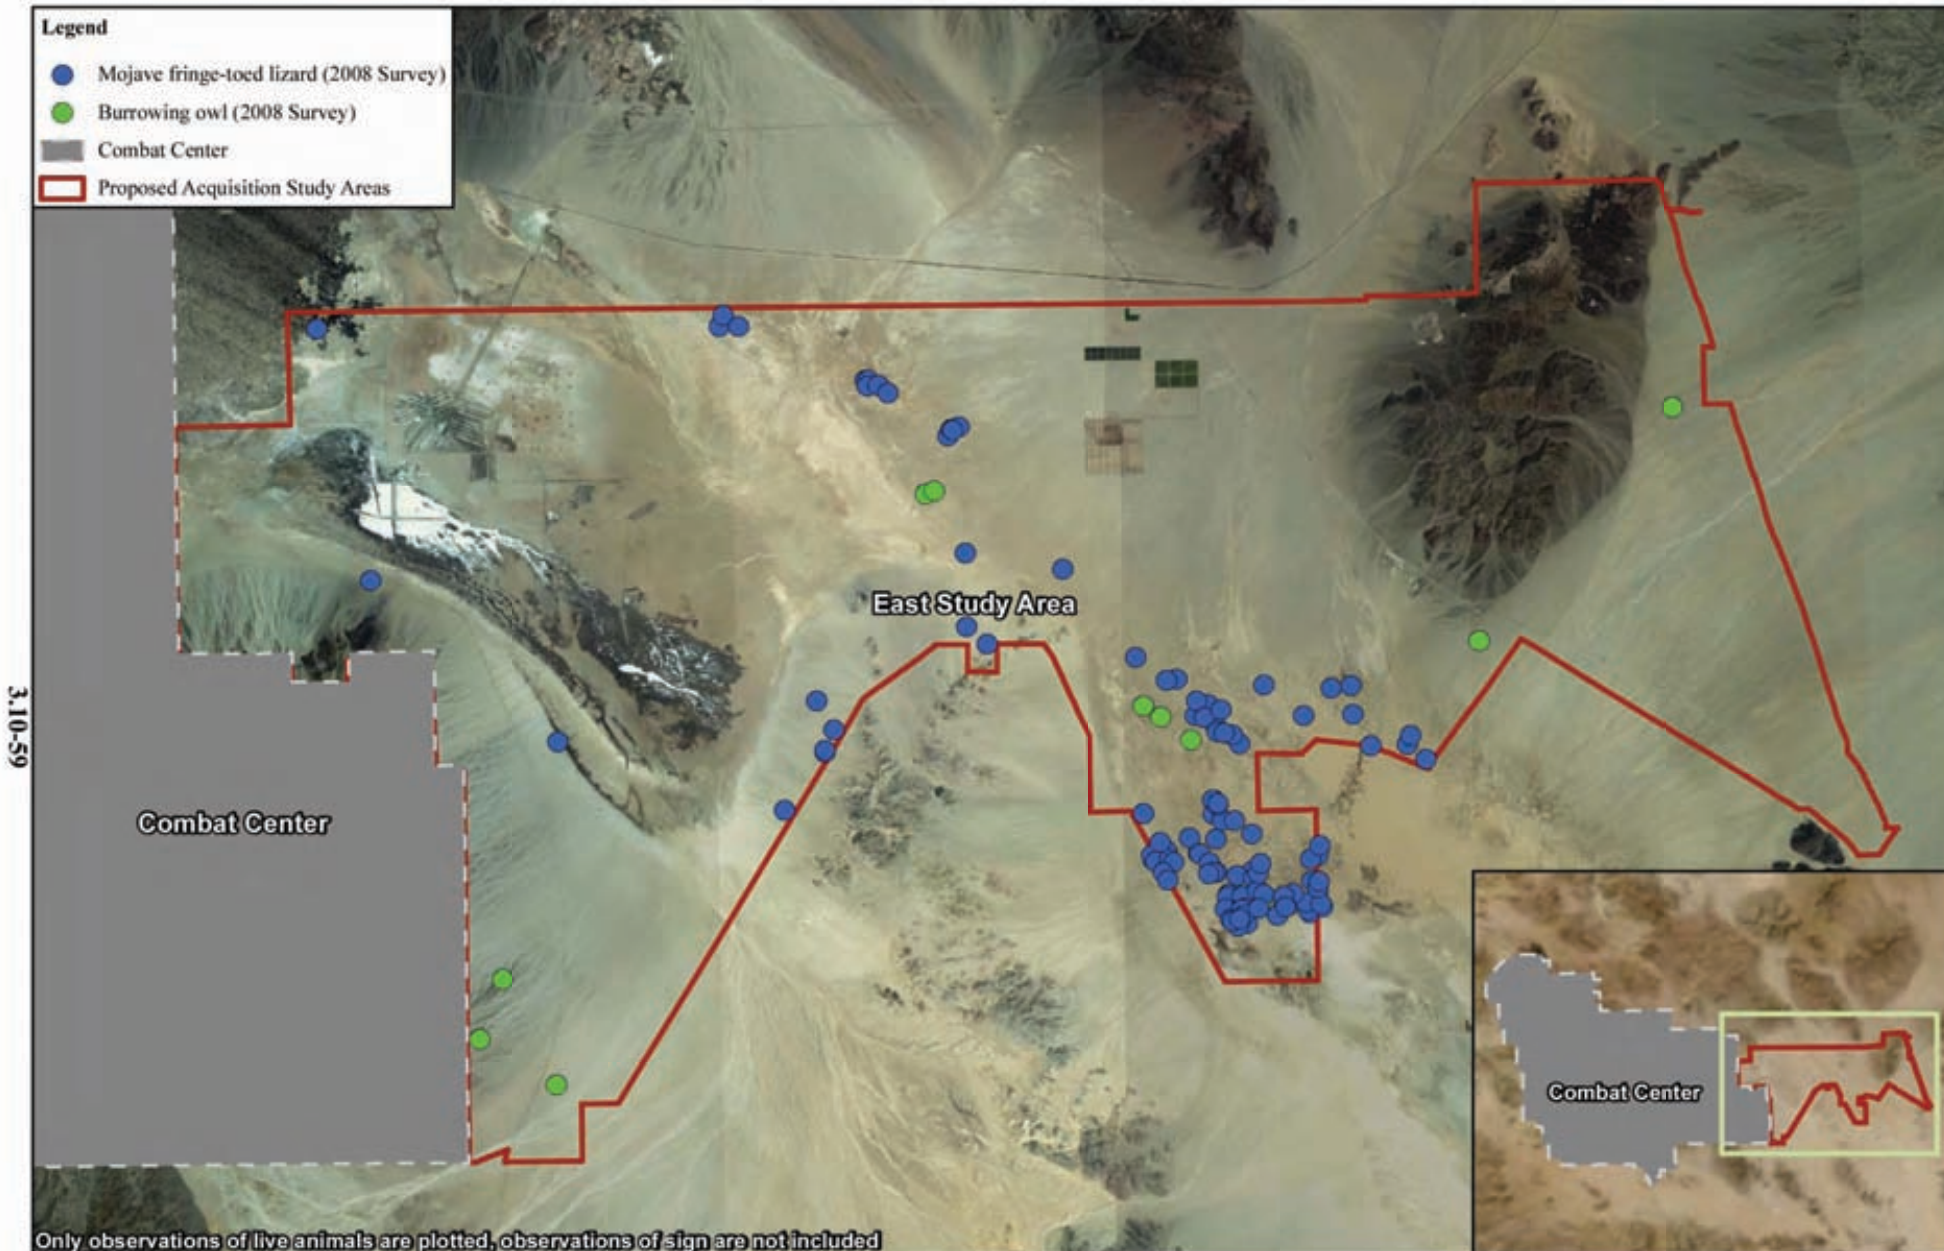 Legend
Mojave fringe-toed lizard (2008 Survey)
Burrowing owl (2008 Survey)
Combat Center
Proposed Acquisition Study Areas
East Study Area
3.10-59
Combat Center
Combat Center
Only observations of live animals are plotted, observations of sign are not included